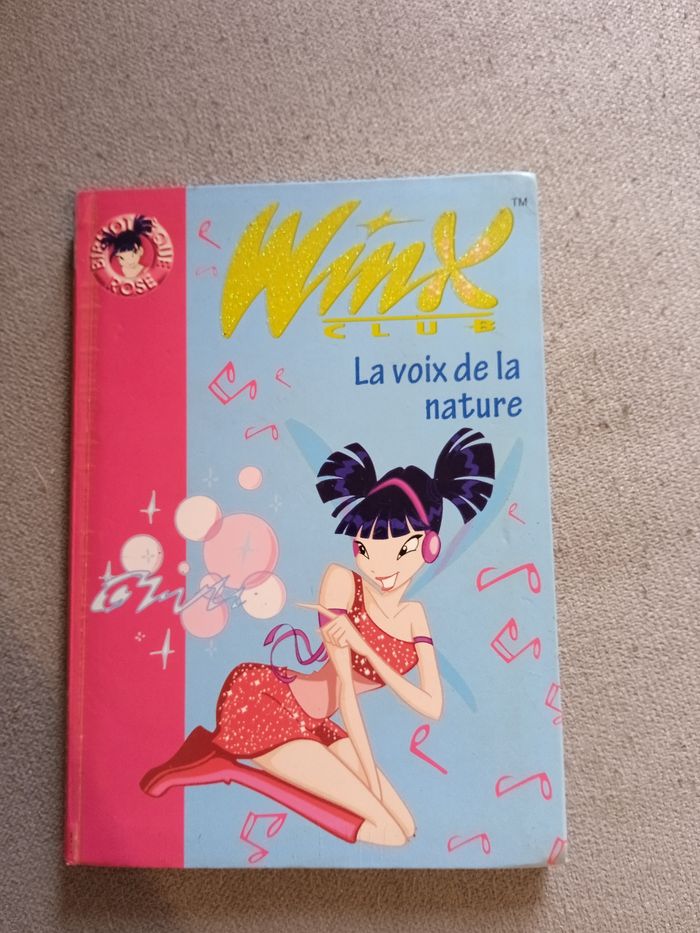 BIBLIOTHÈQUE
ROSE
Winx
TM
CLUB
La voix de la
nature